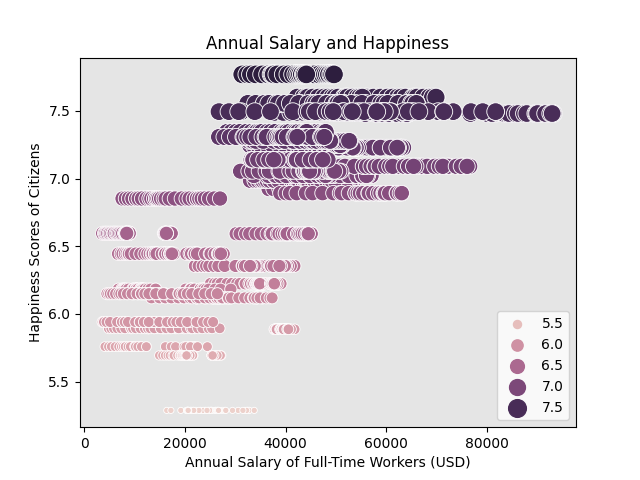 Annual Salary and Happiness
Happiness Scores of Citizens
7.5
7.0
6.5
6.0
5.5
5.5
6.0
6.5
7.0
7.5
0 20000 40000 60000 80000
Annual Salary of Full-Time Workers (USD)